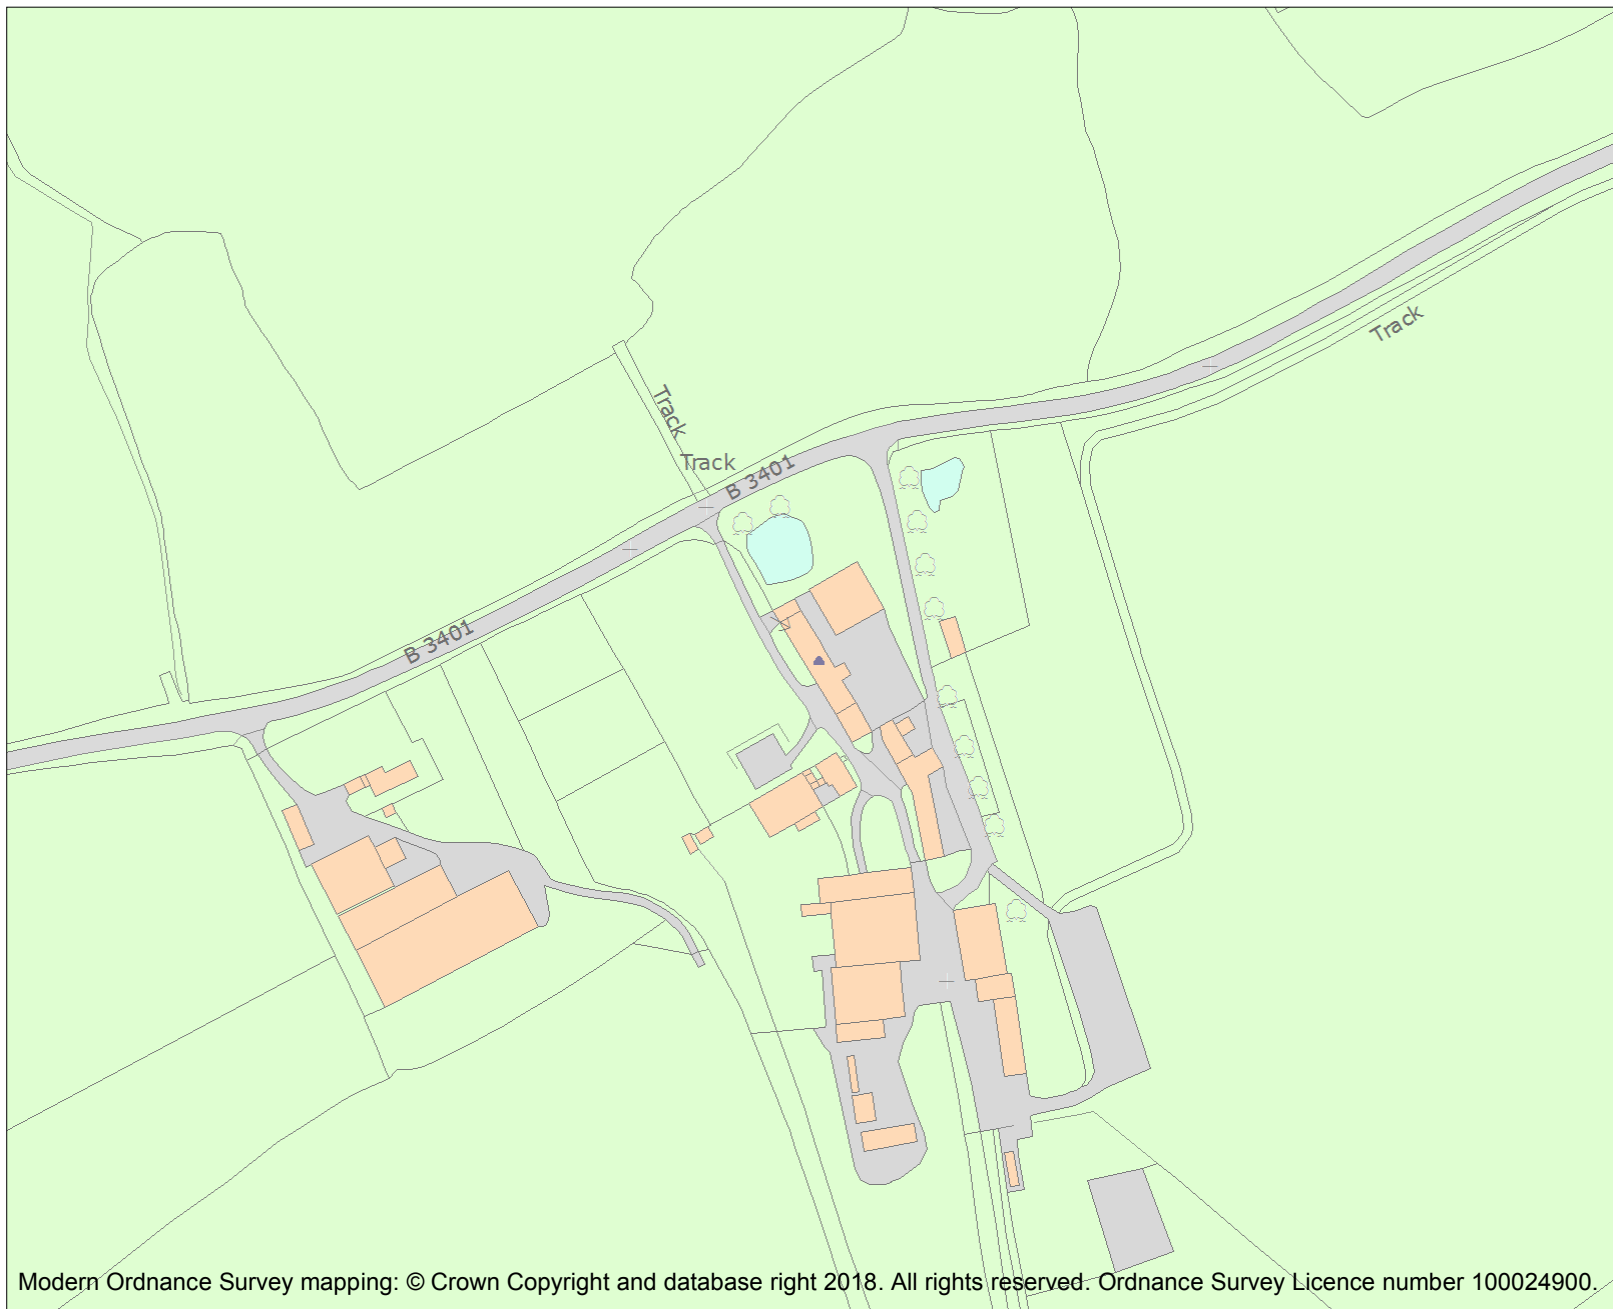 Track
Track
Track
B 3401
B 3401
Modern Ordnance Survey mapping: © Crown Copyright and database right 2018. All rights reserved. Ordnance Survey Licence number 100024900.